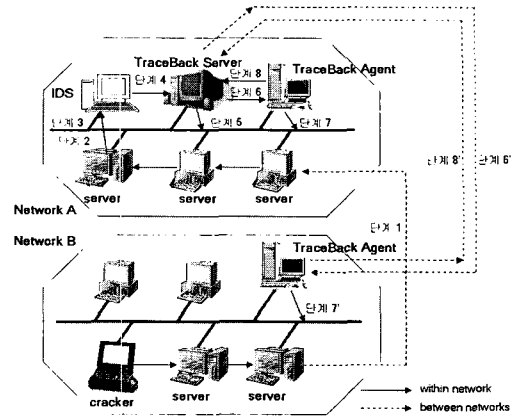 TraceBack Server
단계 4
단계 8
TraceBack Agent
IDS
단계 6
단계 3
단계 5
단계 7
단계 2
단계 8'
단계 6'
server
server
server
Network A
단계 1
Network B
TraceBack Agent
단계 7'
cracker
server
server
within network
between networks